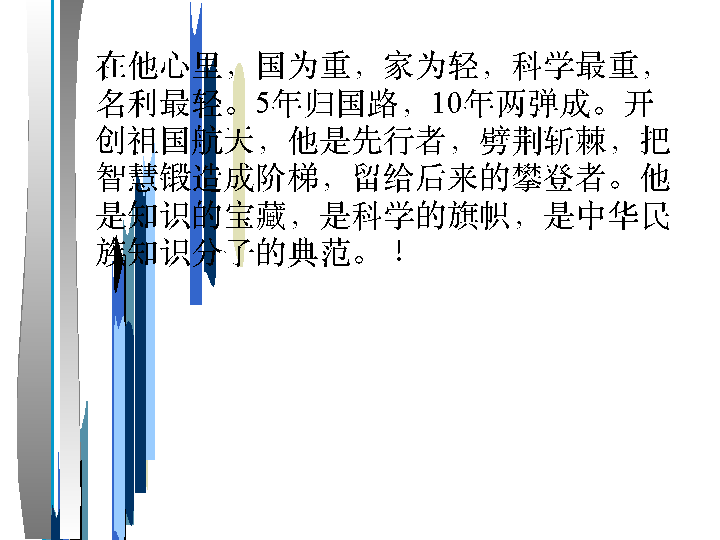 在他心里，国为重，家为轻，科学最重，
名利最轻。5年归国路，10年两弹成。开
创祖国航天，他是先行者，劈荆斩棘，把
智慧锻造成阶梯，留给后来的攀登者。他
是知识的宝藏，是科学的旗帜，是中华民
族知识分子的典范。！